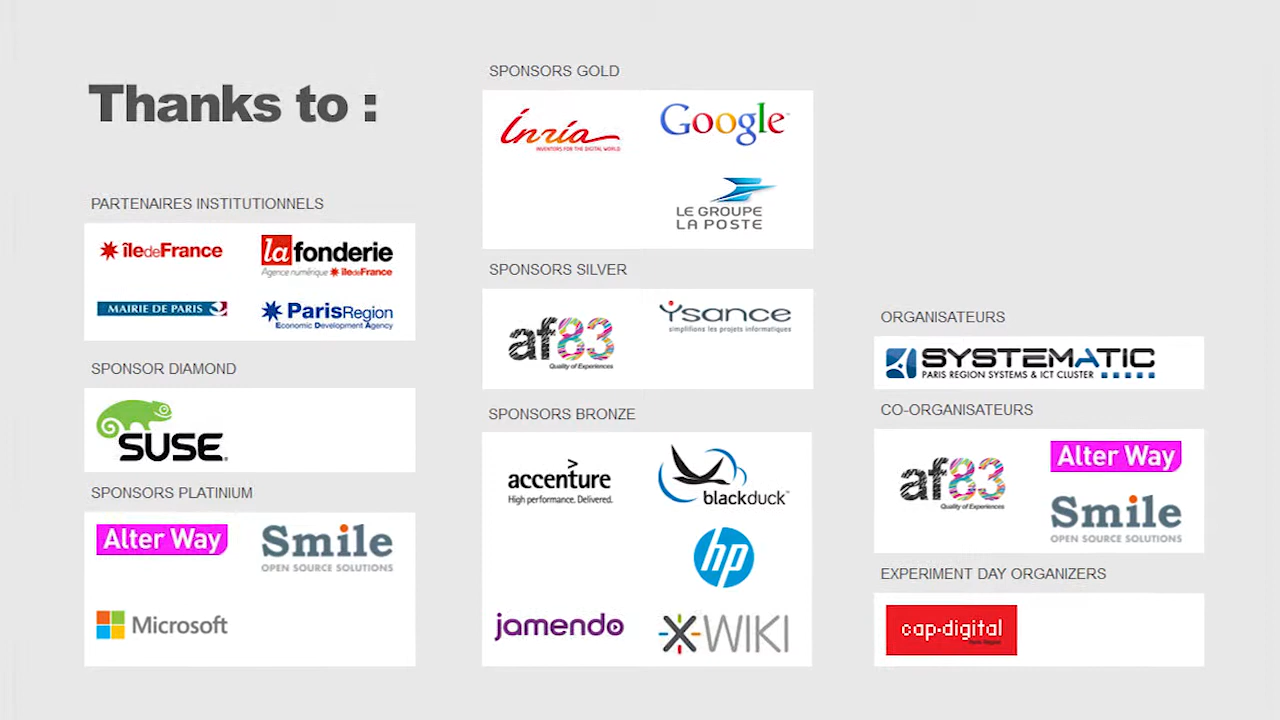 Thanks to :
PARTENAIRES INSTITUTIONNELS
îledeFrance
la fonderie
Agence numérique îledeFrance
MAIRIE DE PARIS
ParisRegion
Economic Development Agency
SPONSOR DIAMOND
SUSE
SPONSORS PLATINIUM
Alter Way
Smile
OPEN SOURCE SOLUTIONS
Microsoft
SPONSORS GOLD
inria
INVENTORS FOR THE DIGITAL WORLD
Google
LE GROUPE
LA POSTE
SPONSORS SILVER
af83
Quality of Experiences
Ysance
simplifions les projets informatiques
SPONSORS BRONZE
accenture
High performance. Delivered.
blackduck
hp
jamendo
XWIKI
ORGANISATEURS
SYSTEMATIC
PARIS REGION SYSTEMS & ICT CLUSTER
CO-ORGANISATEURS
af83
Quality of Experiences
Alter Way
Smile
OPEN SOURCE SOLUTIONS
EXPERIMENT DAY ORGANIZERS
cap-digital